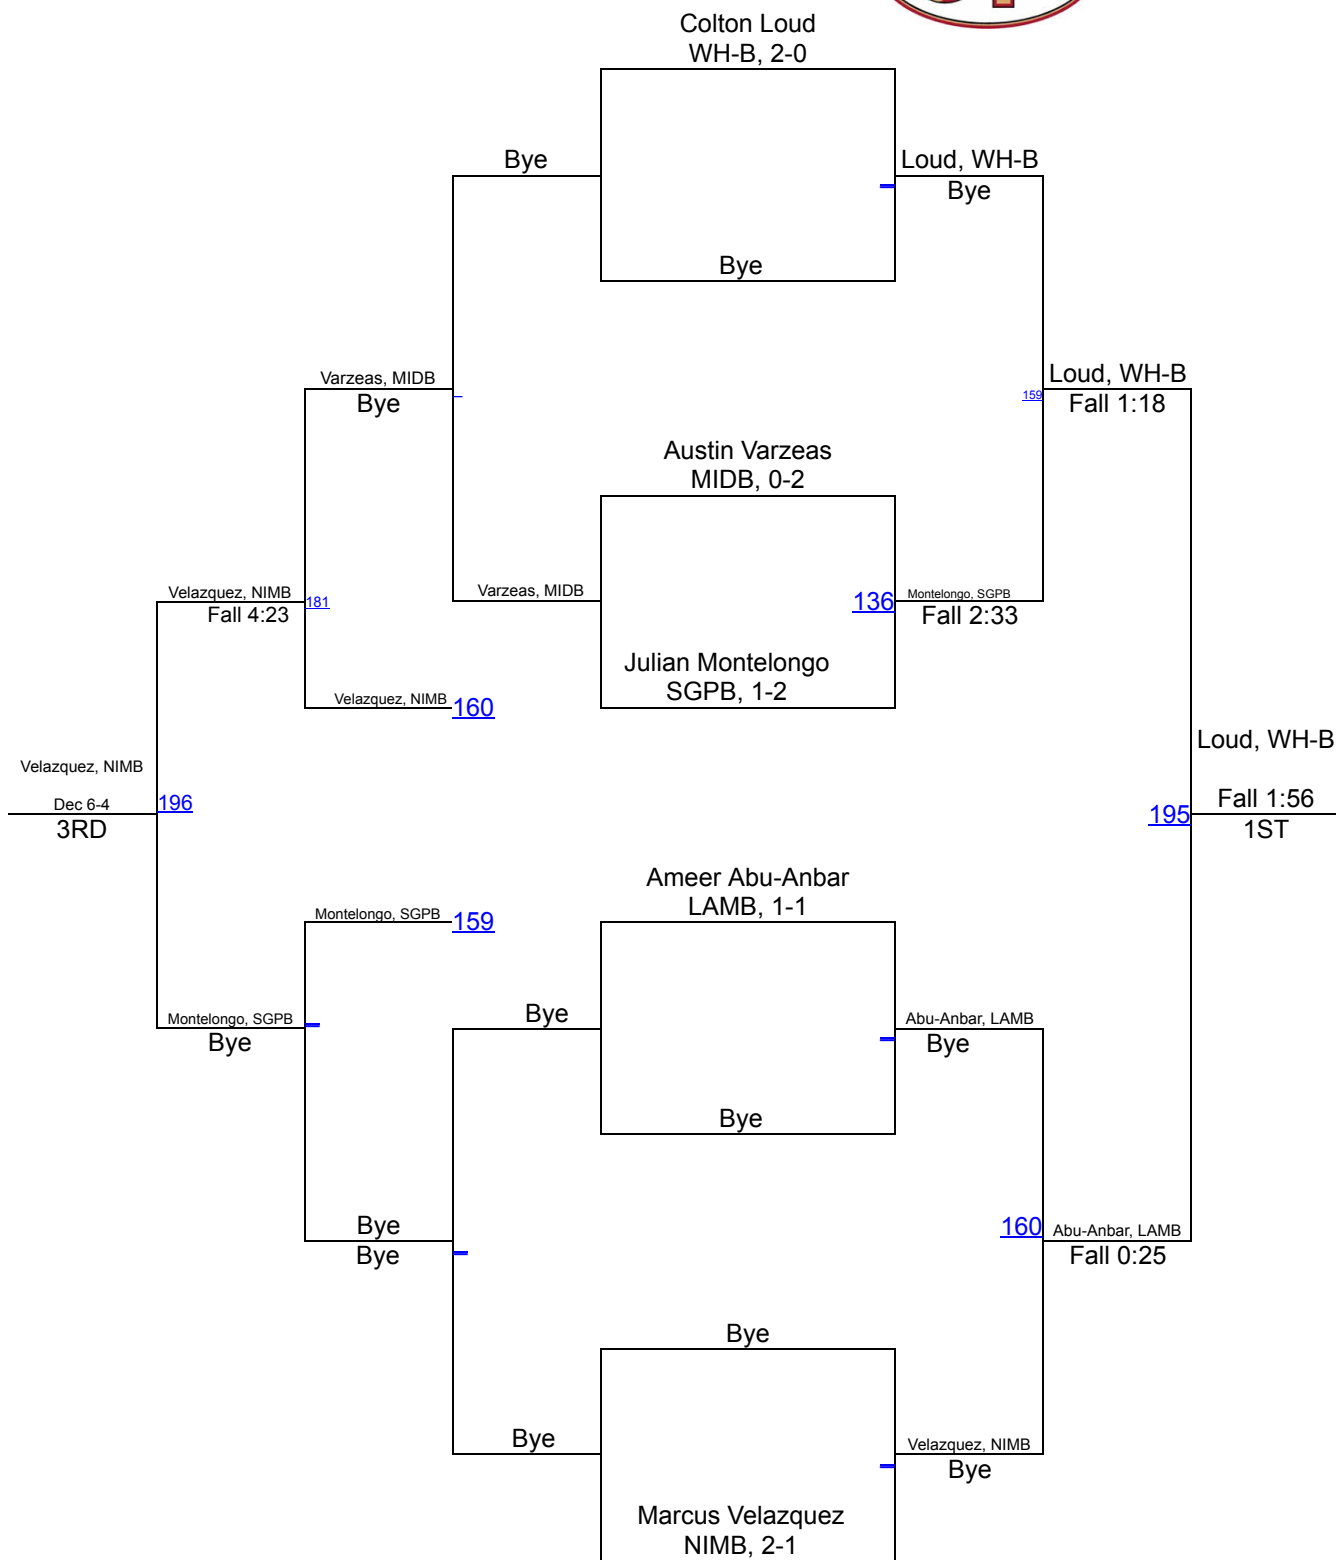 Colton Loud
WH-B, 2-0
Bye
Loud, WH-B
Bye
Bye
Varzeas, MIDB
Bye
159
Loud, WH-B
Fall 1:18
Austin Varzeas
MIDB, 0-2
Velazquez, NIMB
Fall 4:23
181
Varzeas, MIDB
136
Montelongo, SGPB
Fall 2:33
Julian Montelongo
SGPB, 1-2
Velazquez, NIMB
160
Loud, WH-B
Velazquez, NIMB
Dec 6-4
3RD
196
195
Fall 1:56
1ST
Ameer Abu-Anbar
LAMB, 1-1
Montelongo, SGPB
159
Montelongo, SGPB
Bye
Bye
Abu-Anbar, LAMB
Bye
Bye
Bye
Bye
160
Abu-Anbar, LAMB
Fall 0:25
Bye
Bye
Velazquez, NIMB
Bye
Marcus Velazquez
NIMB, 2-1